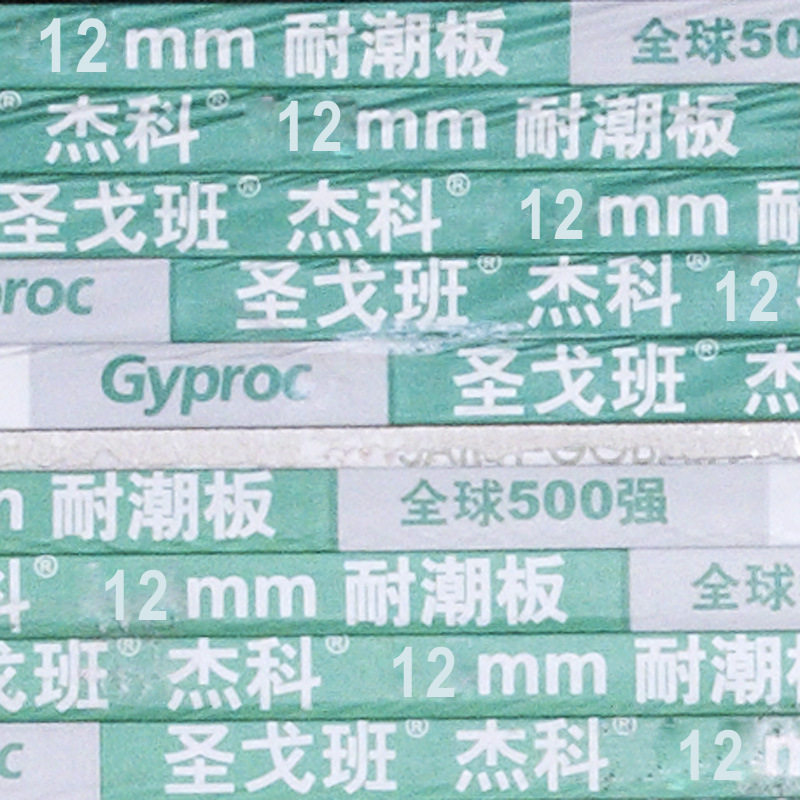 12 mm 耐潮板 全球50
® 杰科® 12 mm 耐潮板
圣戈班® 杰科® 12 mm 耐
roc 圣戈班® 杰科® 12
Gyproc 圣戈班® 杰
耐潮板 全球500强
科® 12 mm 耐潮板 全球
戈班® 杰科® 12 mm 耐潮
c 圣戈班® 杰科® 12